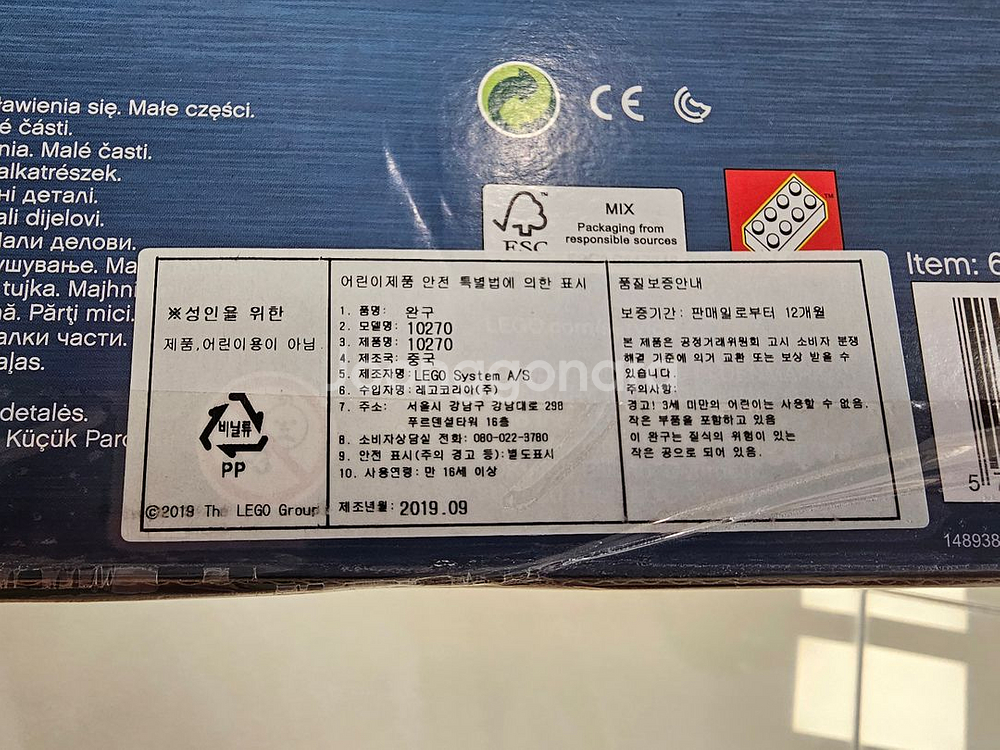 awienia się. Małe części.
é části.
nia. Malé časti.
alkatrészek.
ні деталі.
ali dijelovi.
Мали делови.
ушување. Ма
tujka. Majhni
ă. Părţi mici.
алки части.
aļas.
detalės.
Küçük Parç
CE
FSC
™
MIX
Packaging from
responsible sources
™
Item: 6
5
148938
※성인을 위한
제품,어린이용이 아님.
비닐류
PP
©2019 The LEGO Group
어린이제품 안전 특별법에 의한 표시
1. 품명: 완구
2. 모델명: 10270
3. 제품명: 10270
4. 제조국: 중국
5. 제조자명: LEGO System A/S
6. 수입자명: 레고코리아(주)
7. 주소: 서울시 강남구 강남대로 298
푸르덴셜타워 16층
8. 소비자상담실 전화: 080-022-3780
9. 안전 표시(주의 경고 등):별도표시
10. 사용연령: 만 16세 이상
제조년월: 2019.09
품질보증안내
보증기간: 판매일로부터 12개월
본 제품은 공정거래위원회 고시 소비자 분쟁
해결 기준에 의거 교환 또는 보상 받을 수
있습니다.
주의사항:
경고! 3세 미만의 어린이는 사용할 수 없음.
작은 부품을 포함하고 있음
이 완구는 질식의 위험이 있는
작은 공으로 되어 있음.